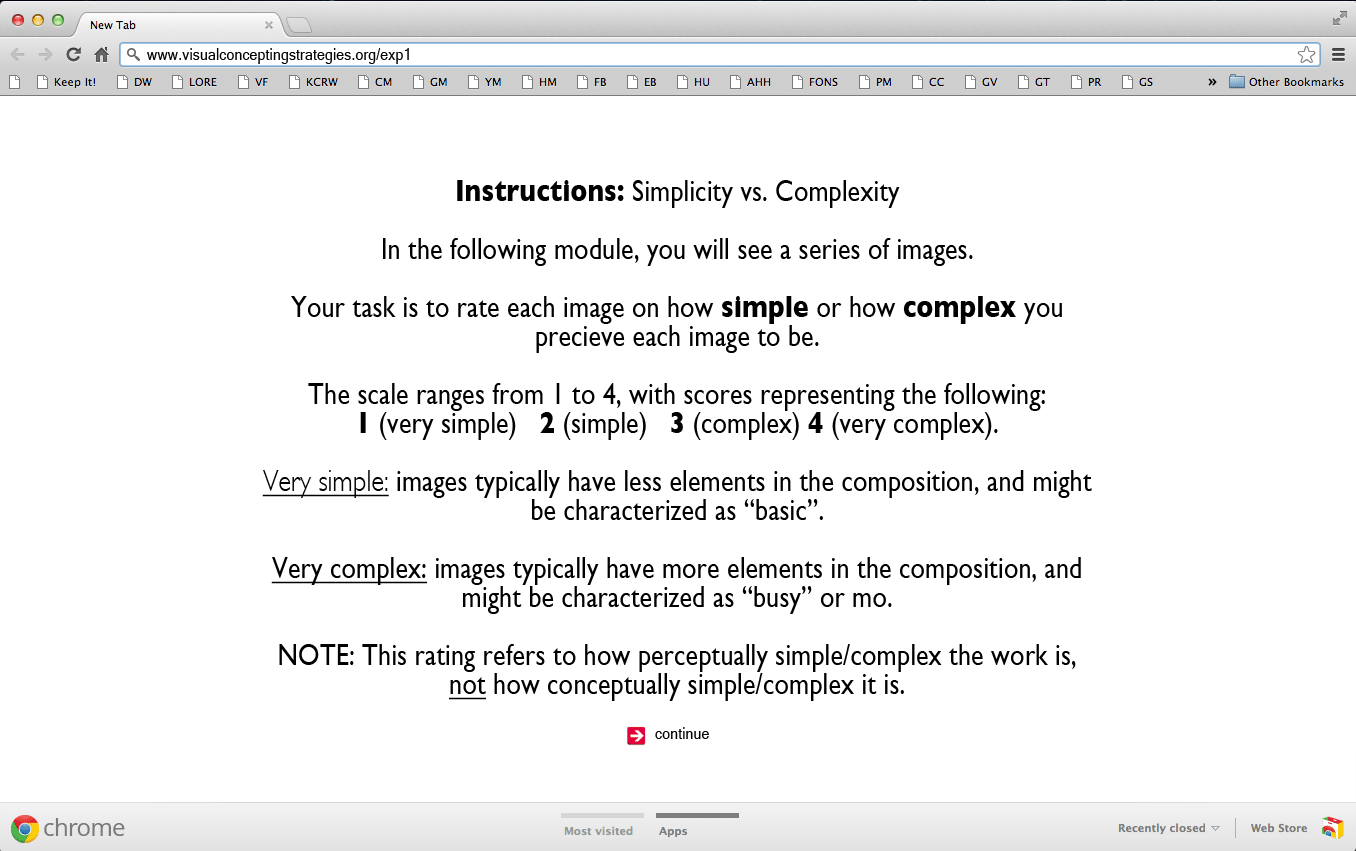 New Tab
www.visualconceptingstrategies.org/exp1
Keep It! DW LORE VF KCRW CM GM YM HM FB EB HU AHH FONS PM CC GV GT PR GS » Other Bookmarks
Instructions: Simplicity vs. Complexity
In the following module, you will see a series of images.
Your task is to rate each image on how simple or how complex you
precieve each image to be.
The scale ranges from 1 to 4, with scores representing the following:
1 (very simple) 2 (simple) 3 (complex) 4 (very complex).
Very simple: images typically have less elements in the composition, and might
be characterized as “basic”.
Very complex: images typically have more elements in the composition, and
might be characterized as “busy” or mo.
NOTE: This rating refers to how perceptually simple/complex the work is,
not how conceptually simple/complex it is.
continue
chrome
Most visited Apps
Recently closed Web Store